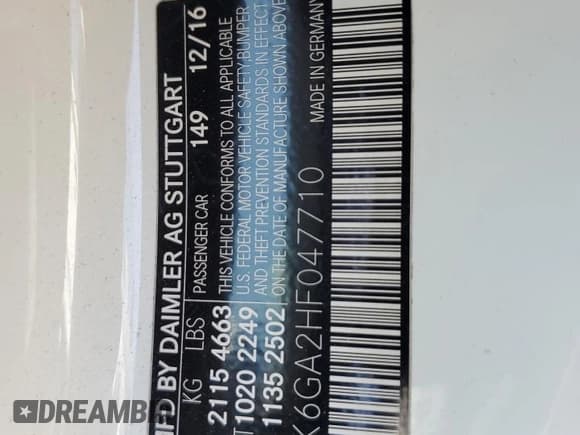 MFD BY DAIMLER AG STUTTGART
KG LBS PASSENGER CAR 149 12/16
2115 4663 THIS VEHICLE CONFORMS TO ALL APPLICABLE
1020 2249 U.S. FEDERAL MOTOR VEHICLE SAFETY BUMPER
AND THEFT PREVENTION STANDARDS IN EFFECT
1135 2502 ON THE DATE OF MANUFACTURE SHOWN ABOVE
K6GA2HF047710 MADE IN GERMANY
DREAMBID